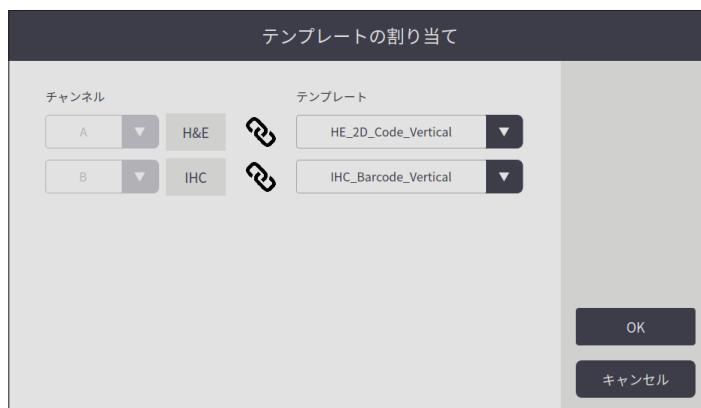 テンプレートの割り当て
チャンネル テンプレート
A H&E HE_2D_Code_Vertical
B IHC IHC_Barcode_Vertical
OK
キャンセル